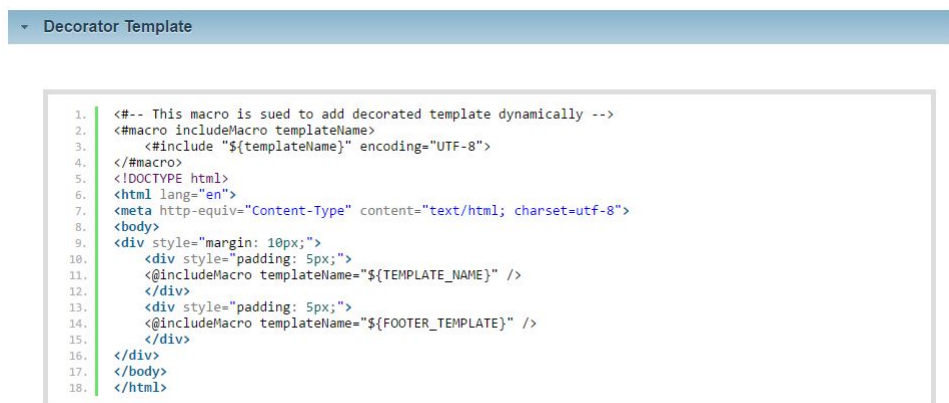 Decorator Template
1. <#-- This macro is sued to add decorated template dynamically -->
2. <#macro includeMacro templateName>
3.     <#include "${templateName}" encoding="UTF-8">
4. </#macro>
5. <!DOCTYPE html>
6. <html lang="en">
7. <meta http-equiv="Content-Type" content="text/html; charset=utf-8">
8. <body>
9. <div style="margin: 10px;">
10.     <div style="padding: 5px;">
11.     <@includeMacro templateName="${TEMPLATE_NAME}" />
12.     </div>
13.     <div style="padding: 5px;">
14.     <@includeMacro templateName="${FOOTER_TEMPLATE}" />
15.     </div>
16. </div>
17. </body>
18. </html>